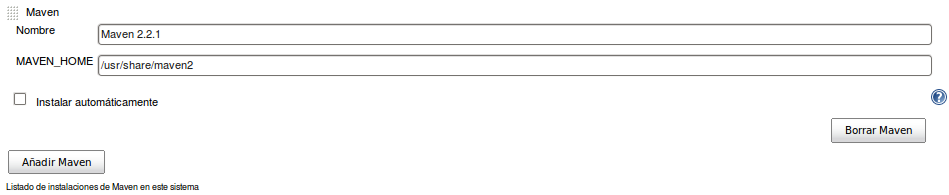 Maven
Nombre
Maven 2.2.1
MAVEN_HOME
/usr/share/maven2
Instalar automáticamente
?
Borrar Maven
Añadir Maven
Listado de instalaciones de Maven en este sistema